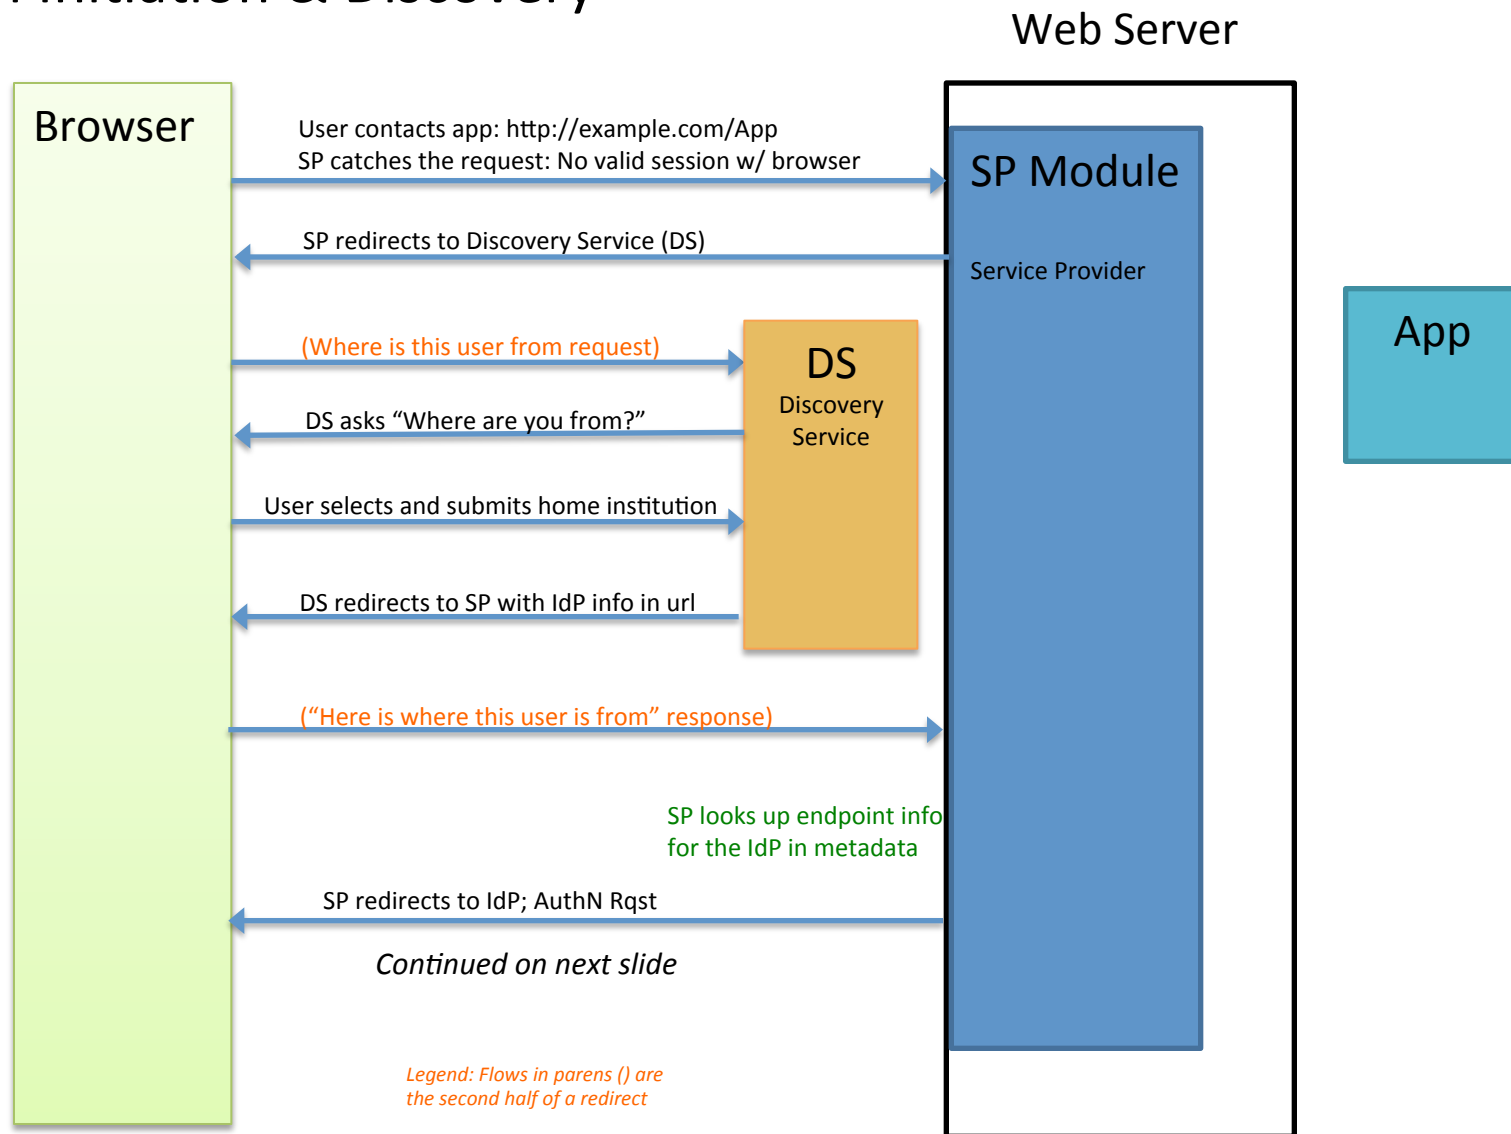 Initiation & Discovery
Web Server
Browser
User contacts app: http://example.com/App
SP catches the request: No valid session w/ browser
SP Module
SP redirects to Discovery Service (DS)
Service Provider
(Where is this user from request)
DS
Discovery
Service
App
DS asks “Where are you from?”
User selects and submits home institution
DS redirects to SP with IdP info in url
(“Here is where this user is from” response)
SP looks up endpoint info
for the IdP in metadata
SP redirects to IdP; AuthN Rqst
Continued on next slide
Legend: Flows in parens () are
the second half of a redirect